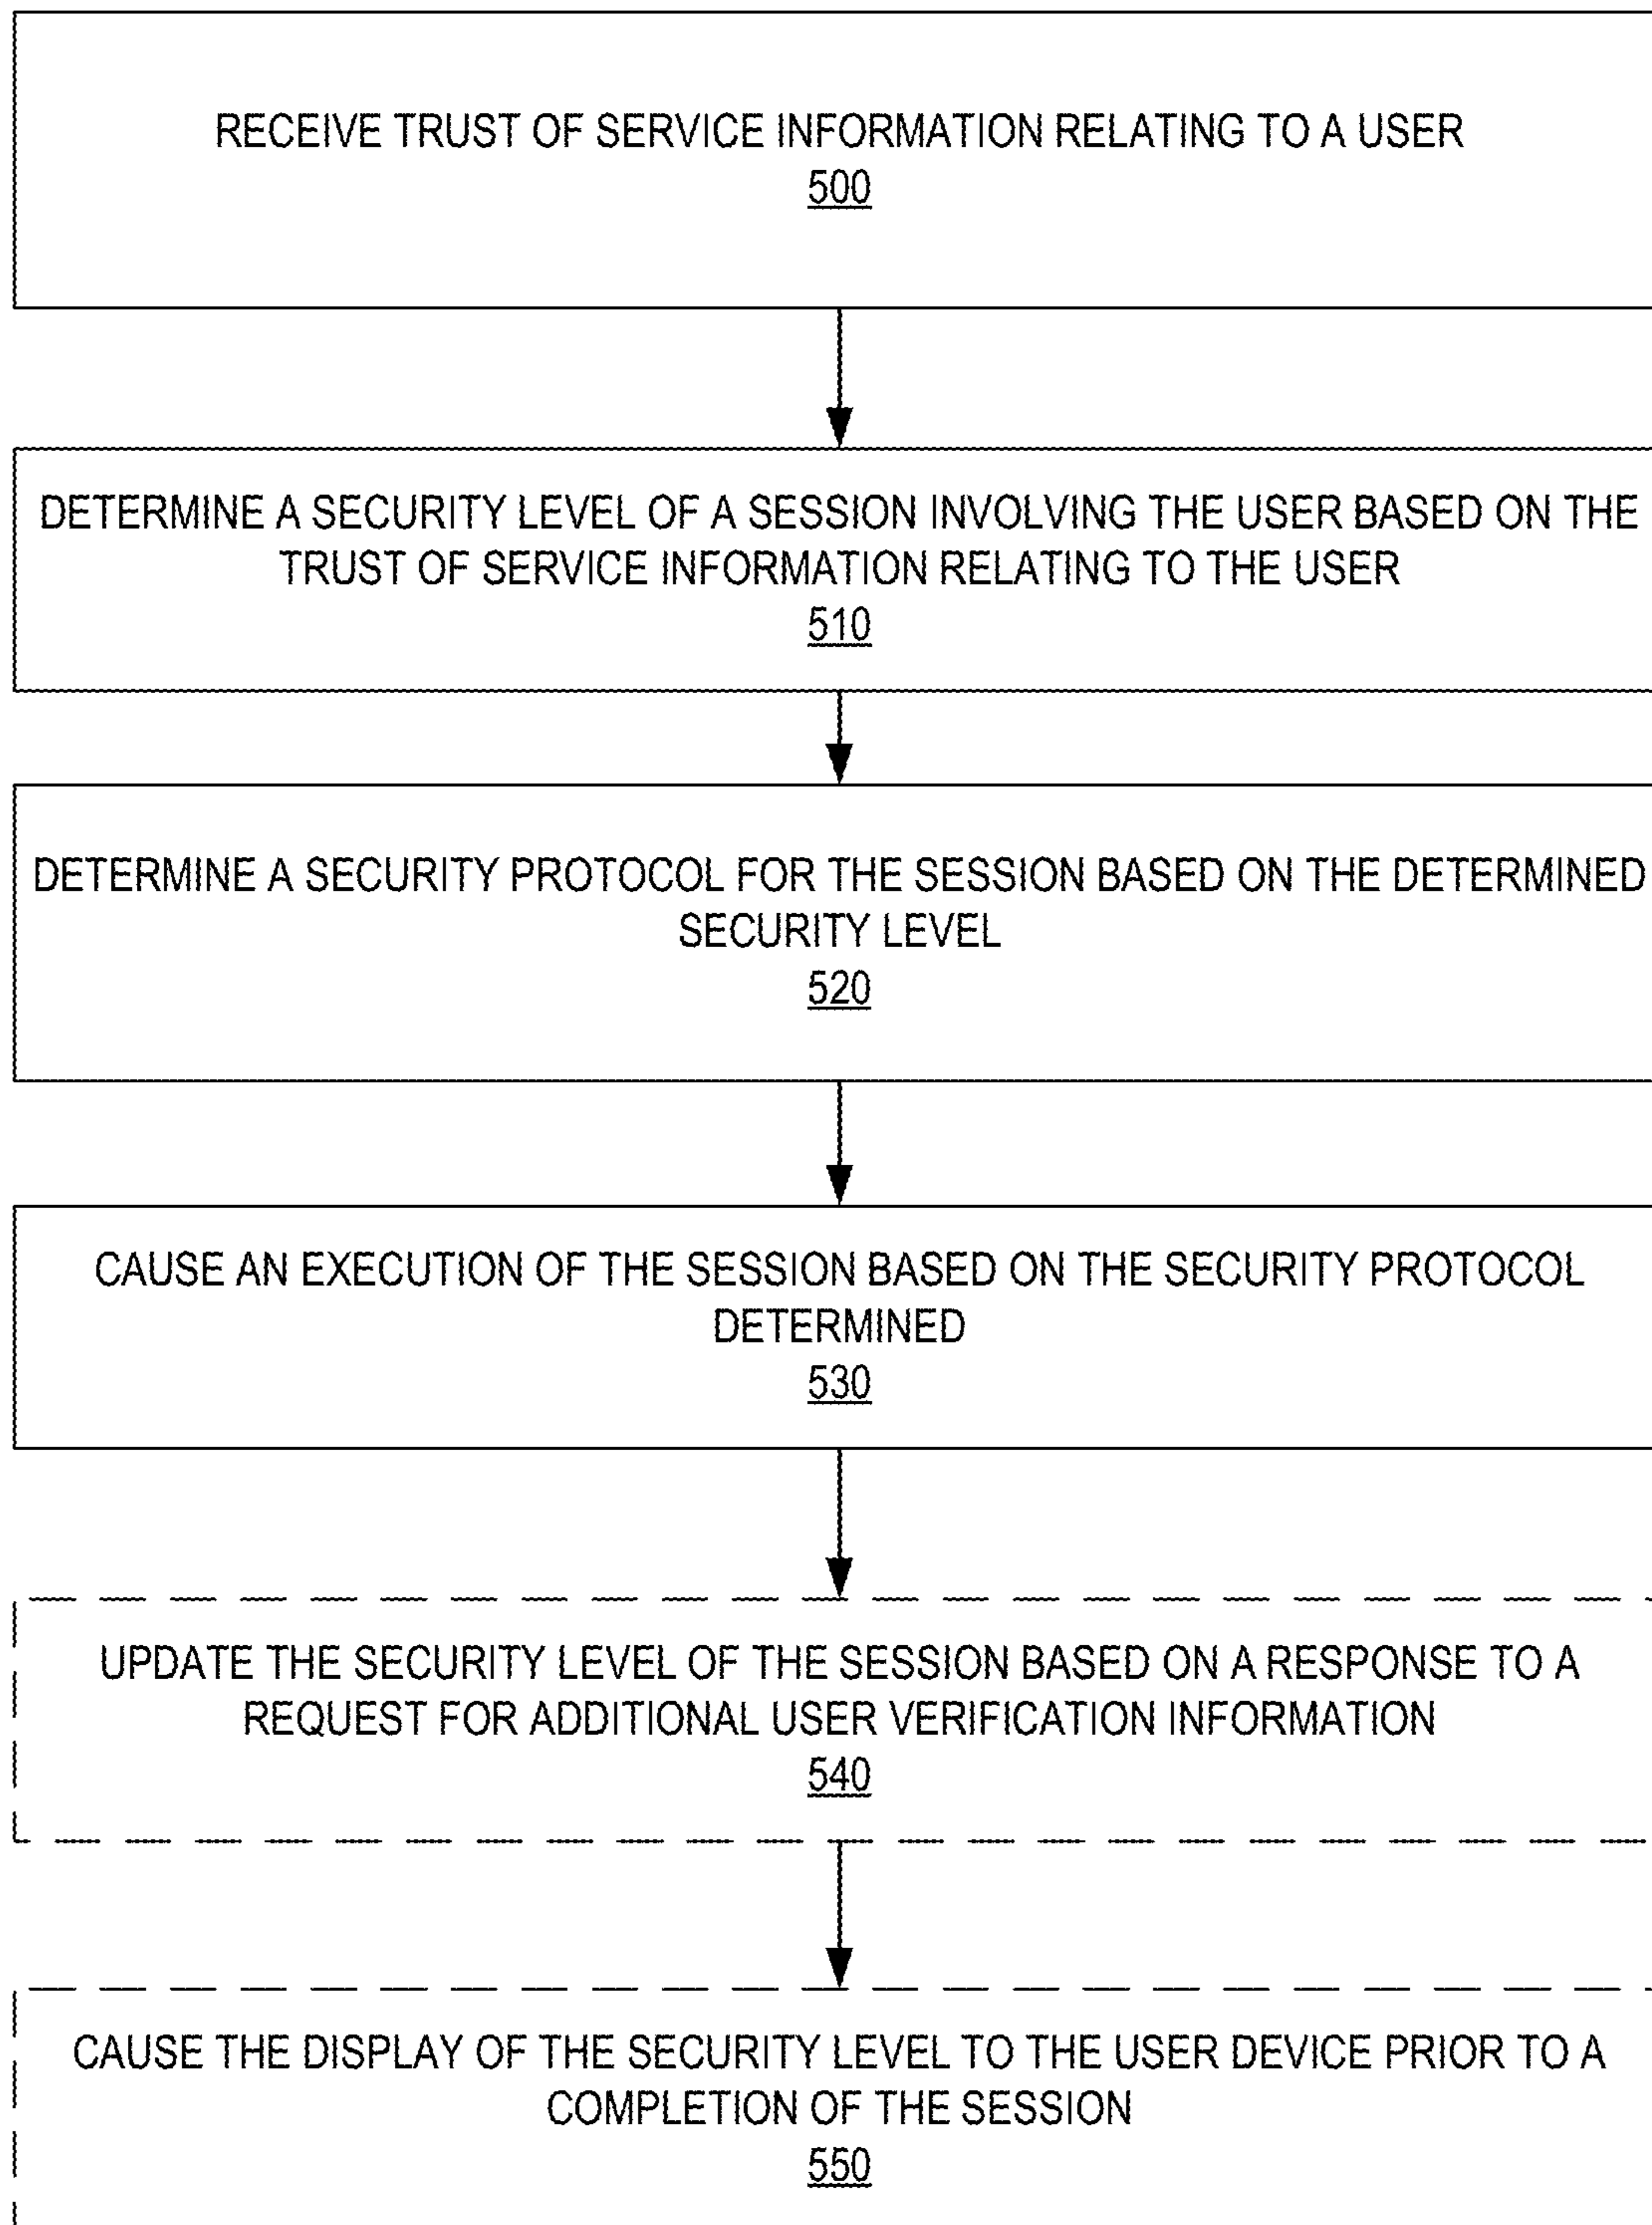 RECEIVE TRUST OF SERVICE INFORMATION RELATING TO A USER
500
DETERMINE A SECURITY LEVEL OF A SESSION INVOLVING THE USER BASED ON THE
TRUST OF SERVICE INFORMATION RELATING TO THE USER
510
DETERMINE A SECURITY PROTOCOL FOR THE SESSION BASED ON THE DETERMINED
SECURITY LEVEL
520
CAUSE AN EXECUTION OF THE SESSION BASED ON THE SECURITY PROTOCOL
DETERMINED
530
UPDATE THE SECURITY LEVEL OF THE SESSION BASED ON A RESPONSE TO A
REQUEST FOR ADDITIONAL USER VERIFICATION INFORMATION
540
CAUSE THE DISPLAY OF THE SECURITY LEVEL TO THE USER DEVICE PRIOR TO A
COMPLETION OF THE SESSION
550